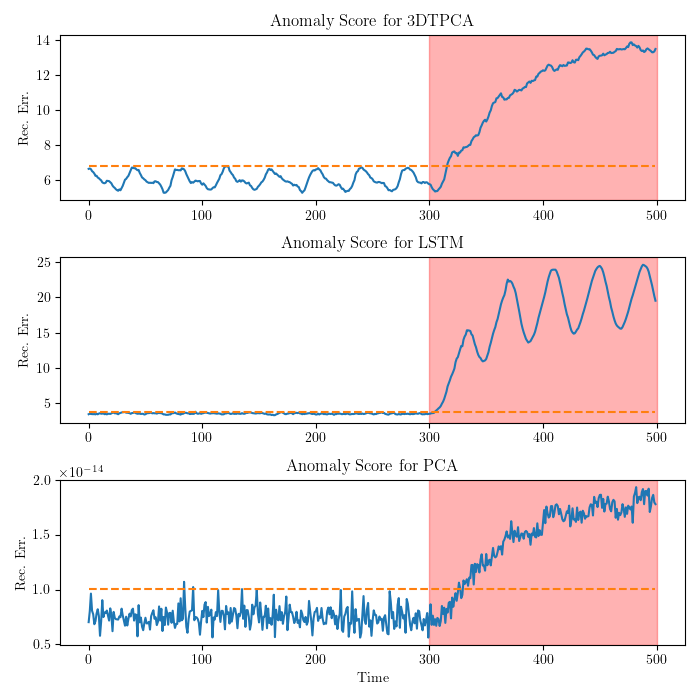 Anomaly Score for 3DTPCA
14
12
10
8
6
Rec. Err.
0 100 200 300 400 500
Anomaly Score for LSTM
25
20
15
10
5
Rec. Err.
0 100 200 300 400 500
Anomaly Score for PCA
×10⁻¹⁴
2.0
1.5
1.0
0.5
Rec. Err.
0 100 200 300 400 500
Time